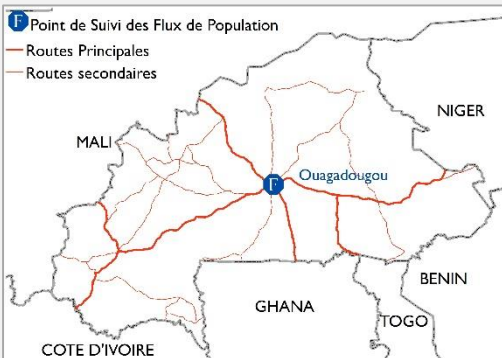 F Point de Suivi des Flux de Population
Routes Principales
Routes secondaires
NIGER
MALI
Ouagadougou
F
BENIN
GHANA
TOGO
COTE D'IVOIRE